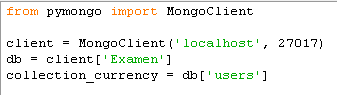 from pymongo import MongoClient
client = MongoClient('localhost', 27017)
db = client['Examen']
collection_currency = db['users']